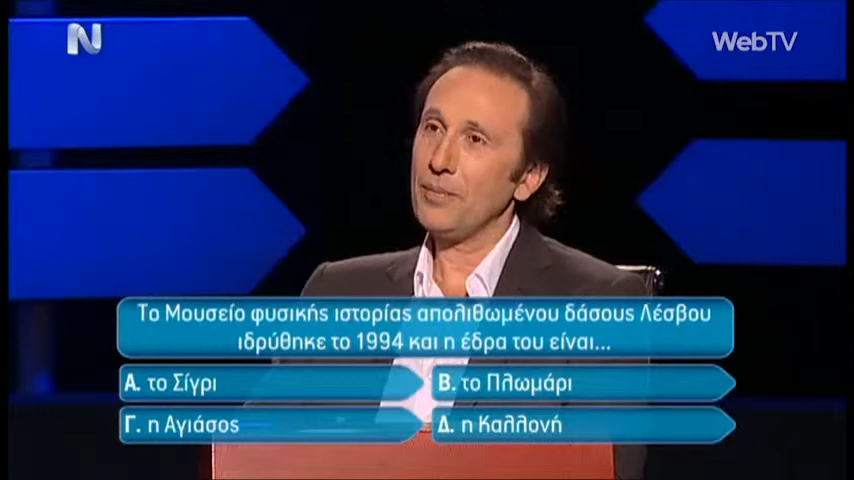 N
WebTV
Το Μουσείο φυσικής ιστορίας απολιθωμένου δάσους Λέσβου
ιδρύθηκε το 1994 και η έδρα του είναι...
Α. το Σίγρι
Β. το Πλωμάρι
Γ. η Αγιάσος
Δ. η Καλλονή